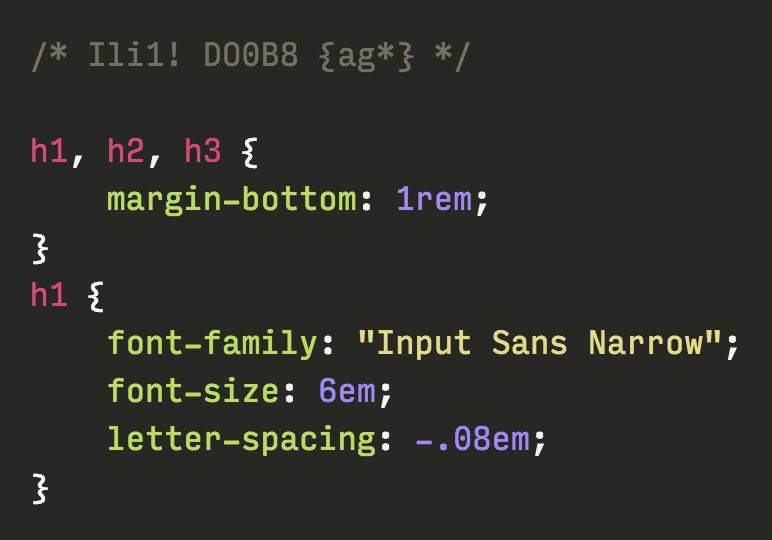 /* Ili1! DO0B8 {ag*} */
h1, h2, h3 {
    margin-bottom: 1rem;
}
h1 {
    font-family: "Input Sans Narrow";
    font-size: 6em;
    letter-spacing: -.08em;
}